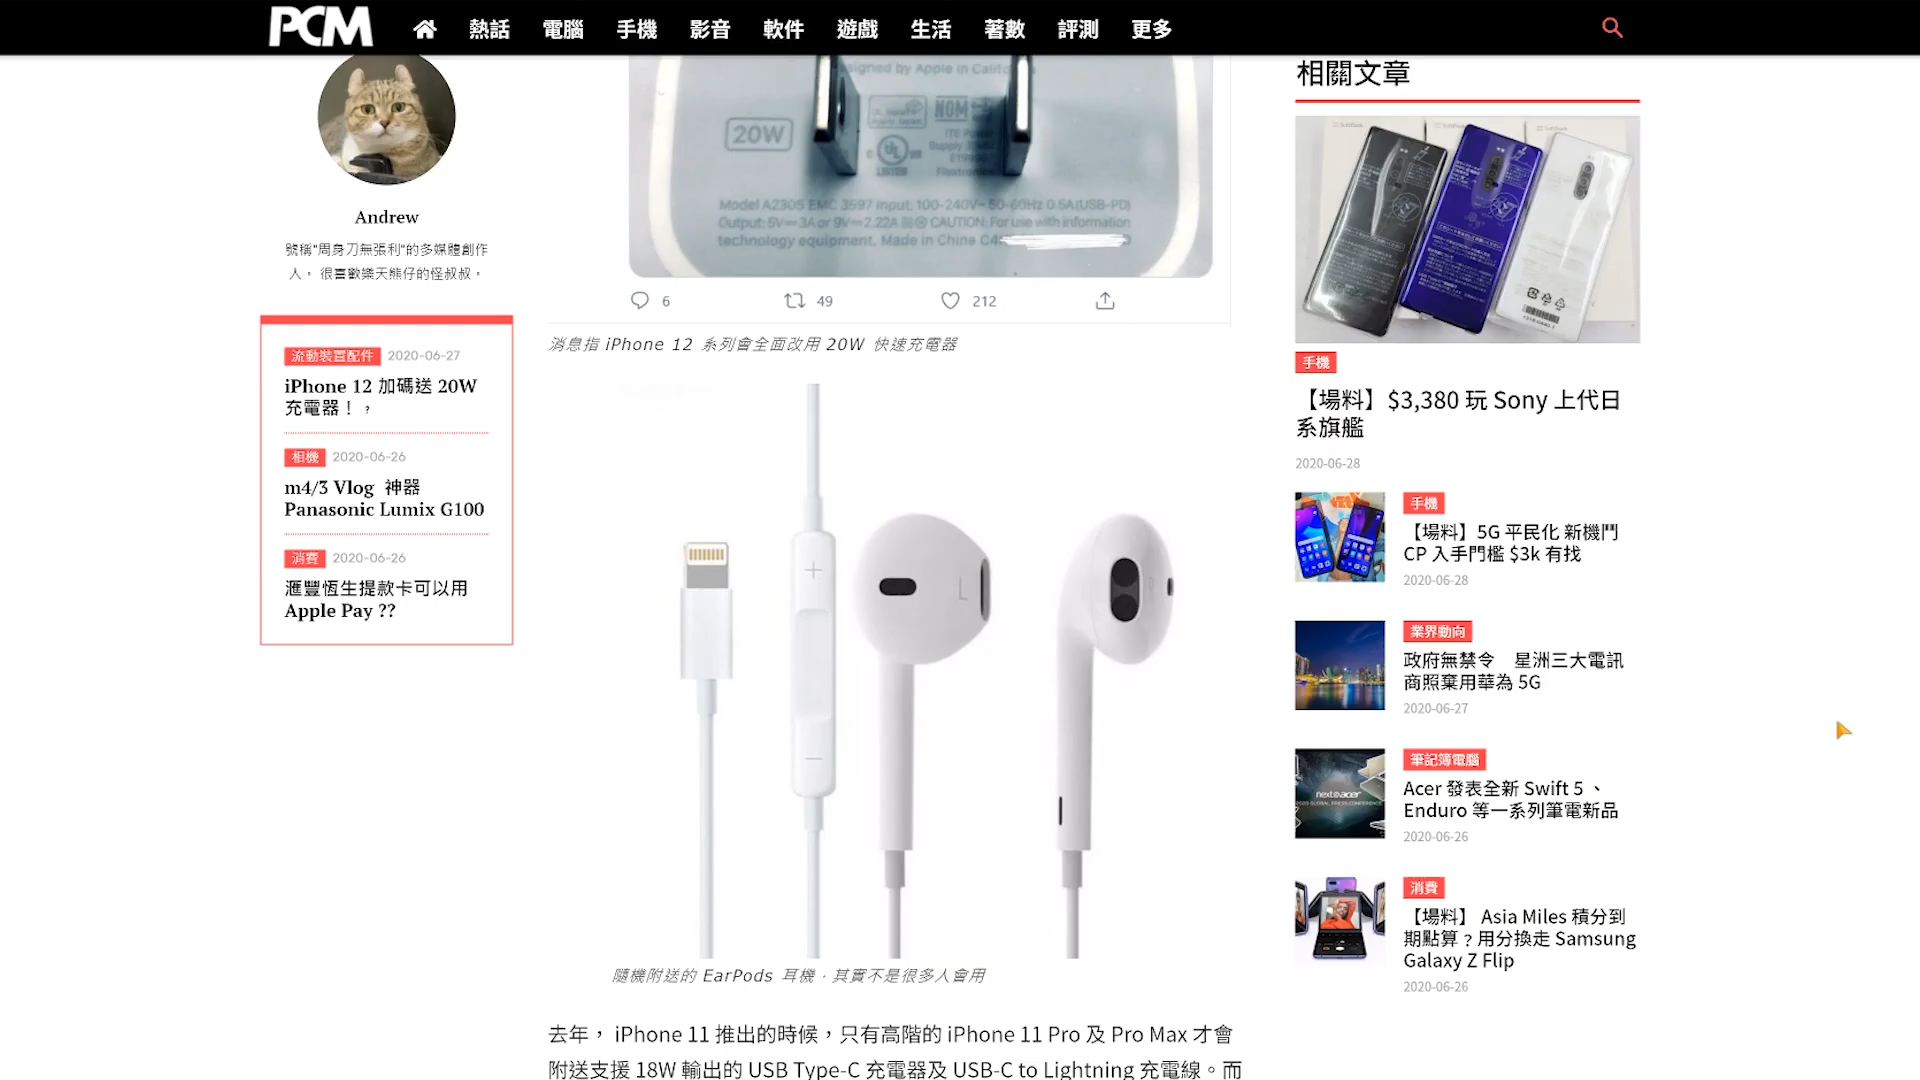 PCM 熱話 電腦 手機 影音 軟件 遊戲 生活 著數 評測 更多
Andrew
號稱"周身刀無張利"的多媒體創作
人， 很喜歡樂天熊仔的怪叔叔，
流動裝置配件 2020-06-27
iPhone 12 加碼送 20W
充電器！，
相機 2020-06-26
m4/3 Vlog 神器
Panasonic Lumix G100
消費 2020-06-26
滙豐恆生提款卡可以用
Apple Pay ??
Designed by Apple in California
20W
NOM
ITE Power
Model A2305 EMC 3597 Input: 100-240V~ 50-60Hz 0.5A(USB-PD)
Output: 5V⎓3A or 9V⎓2.22A CAUTION: For use with information
technology equipment. Made in China
6 49 212
消息指 iPhone 12 系列會全面改用 20W 快速充電器
L
隨機附送的 EarPods 耳機，其實不是很多人會用
去年， iPhone 11 推出的時候，只有高階的 iPhone 11 Pro 及 Pro Max 才會
附送支援 18W 輸出的 USB Type-C 充電器及 USB-C to Lightning 充電線。而
相關文章
手機
【場料】$3,380 玩 Sony 上代日
系旗艦
2020-06-28
手機
【場料】5G 平民化 新機鬥
CP 入手門檻 $3k 有找
2020-06-28
業界動向
政府無禁令　星洲三大電訊
商照棄用華為 5G
2020-06-27
next@acer
2020 GLOBAL PRESS CONFERENCE
筆記簿電腦
Acer 發表全新 Swift 5 、
Enduro 等一系列筆電新品
2020-06-26
消費
【場料】 Asia Miles 積分到
期點算？用分換走 Samsung
Galaxy Z Flip
2020-06-26